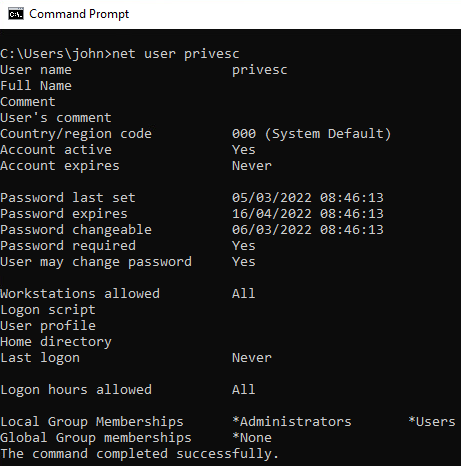 Command Prompt
C:\Users\john>net user privesc
User name                    privesc
Full Name
Comment
User's comment
Country/region code          000 (System Default)
Account active               Yes
Account expires              Never

Password last set            05/03/2022 08:46:13
Password expires             16/04/2022 08:46:13
Password changeable          06/03/2022 08:46:13
Password required            Yes
User may change password     Yes

Workstations allowed         All
Logon script
User profile
Home directory
Last logon                   Never

Logon hours allowed          All

Local Group Memberships      *Administrators       *Users
Global Group memberships     *None
The command completed successfully.